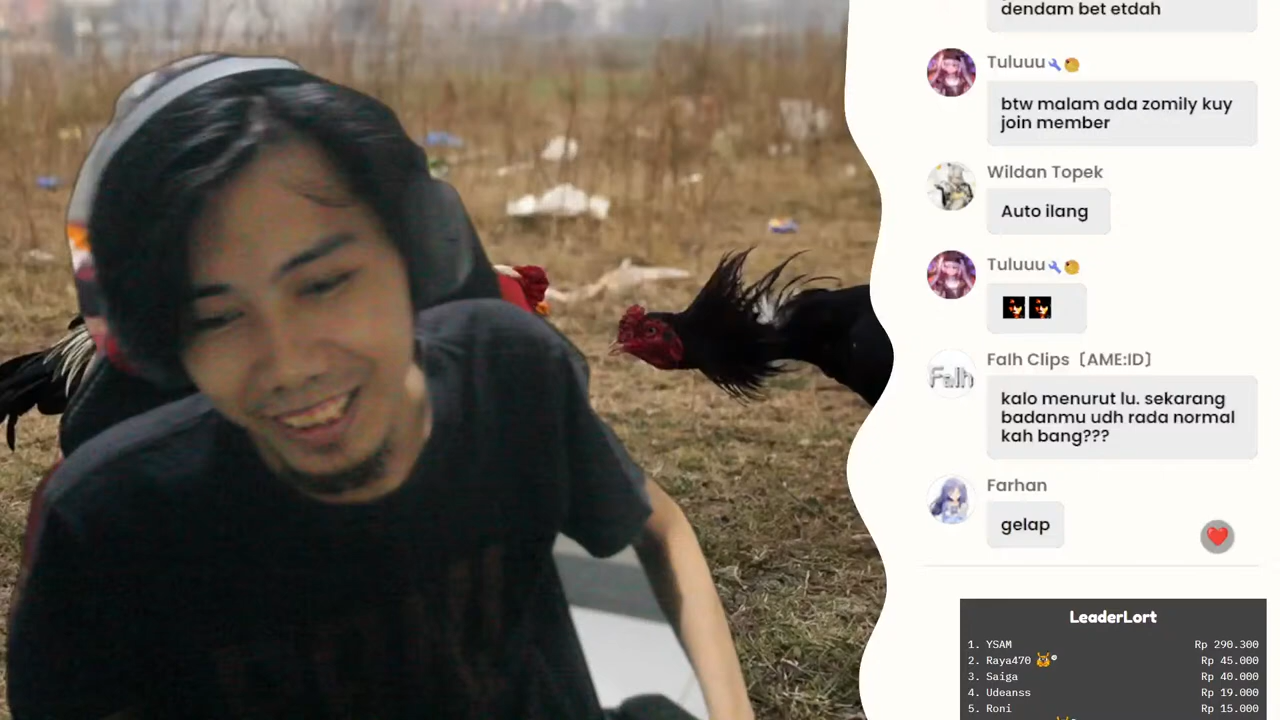 dendam bet etdah
Tuluuu
btw malam ada zomily kuy
join member
Wildan Topek
Auto ilang
Tuluuu
Falh
Falh Clips [AME:ID]
kalo menurut lu. sekarang
badanmu udh rada normal
kah bang???
Farhan
gelap
LeaderLort
1. YSAM Rp 290.300
2. Raya470 Rp 45.000
3. Saiga Rp 40.000
4. Udeanss Rp 19.000
5. Roni Rp 15.000